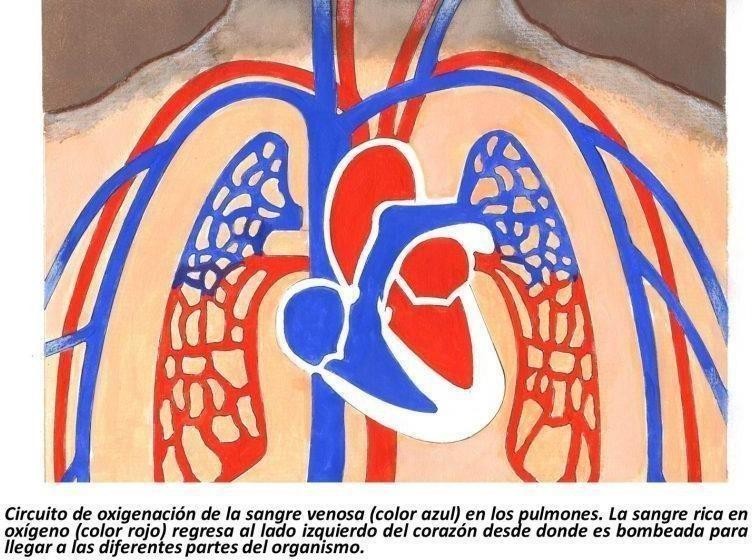 Circuito de oxigenación de la sangre venosa (color azul) en los pulmones. La sangre rica en
oxígeno (color rojo) regresa al lado izquierdo del corazón desde donde es bombeada para
llegar a las diferentes partes del organismo.